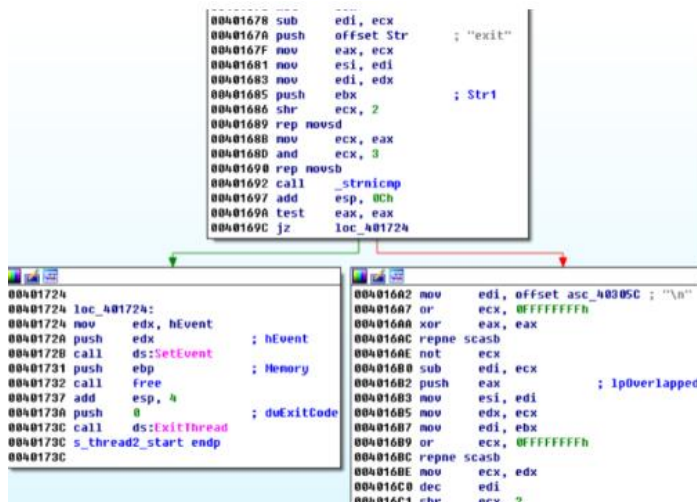 00401678 sub edi, ecx
0040167A push offset Str ; "exit"
0040167F mov eax, ecx
00401681 mov esi, edi
00401683 mov edi, edx
00401685 push ebx ; Str1
00401686 shr ecx, 2
00401689 rep movsd
0040168B mov ecx, eax
0040168D and ecx, 3
00401690 rep movsb
00401692 call _strnicmp
00401697 add esp, 0Ch
0040169A test eax, eax
0040169C jz loc_401724
00401724
00401724 loc_401724:
00401724 mov edx, hEvent
0040172A push edx ; hEvent
0040172B call ds:SetEvent
00401731 push ebp ; Memory
00401732 call free
00401737 add esp, 4
0040173A push 0 ; dwExitCode
0040173C call ds:ExitThread
0040173C s_thread2_start endp
0040173C
004016A2 mov edi, offset asc_40305C ; "\n"
004016A7 or ecx, 0FFFFFFFFh
004016AA xor eax, eax
004016AC repne scasb
004016AE not ecx
004016B0 sub edi, ecx
004016B2 push eax ; lpOverlapped
004016B3 mov esi, edi
004016B5 mov edx, ecx
004016B7 mov edi, ebx
004016B9 or ecx, 0FFFFFFFFh
004016BC repne scasb
004016BE mov ecx, edx
004016C0 dec edi
004016C1 shr ecx, 2